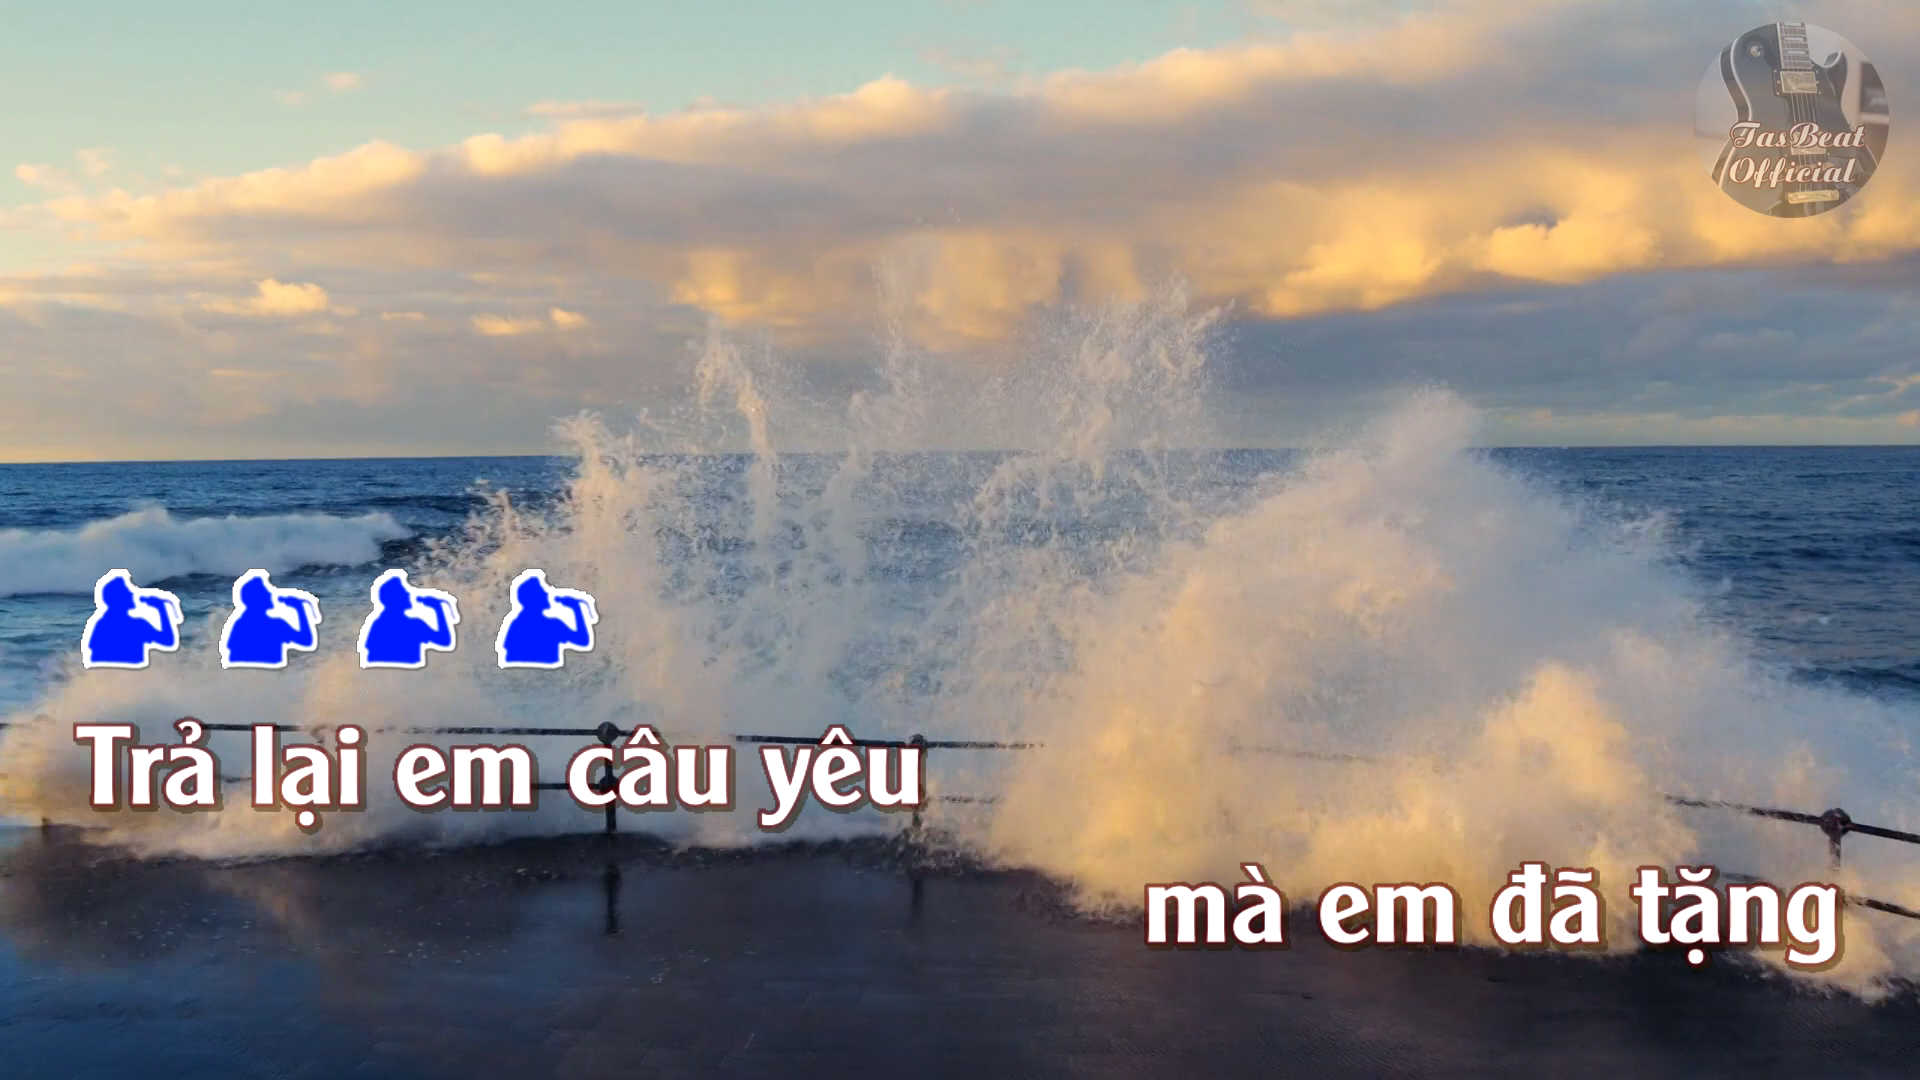 TasBeat
Official
Trả lại em câu yêu
mà em đã tặng